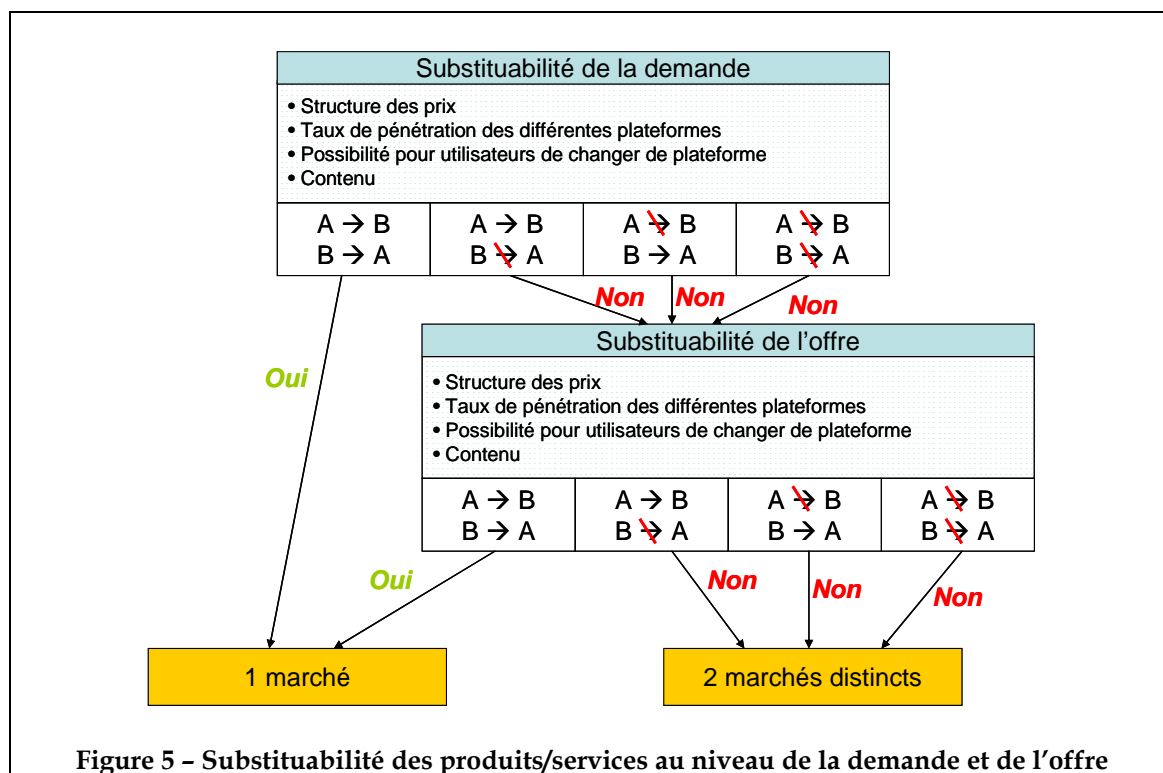 Substituabilité de la demande
• Structure des prix
• Taux de pénétration des différentes plateformes
• Possibilité pour utilisateurs de changer de plateforme
• Contenu
A → B A → B A → B A → B
B → A B → A B → A B → A
Non Non Non
Substituabilité de l'offre
Oui
• Structure des prix
• Taux de pénétration des différentes plateformes
• Possibilité pour utilisateurs de changer de plateforme
• Contenu
A → B A → B A → B A → B
B → A B → A B → A B → A
Oui Non Non Non
1 marché 2 marchés distincts
Figure 5 – Substituabilité des produits/services au niveau de la demande et de l'offre